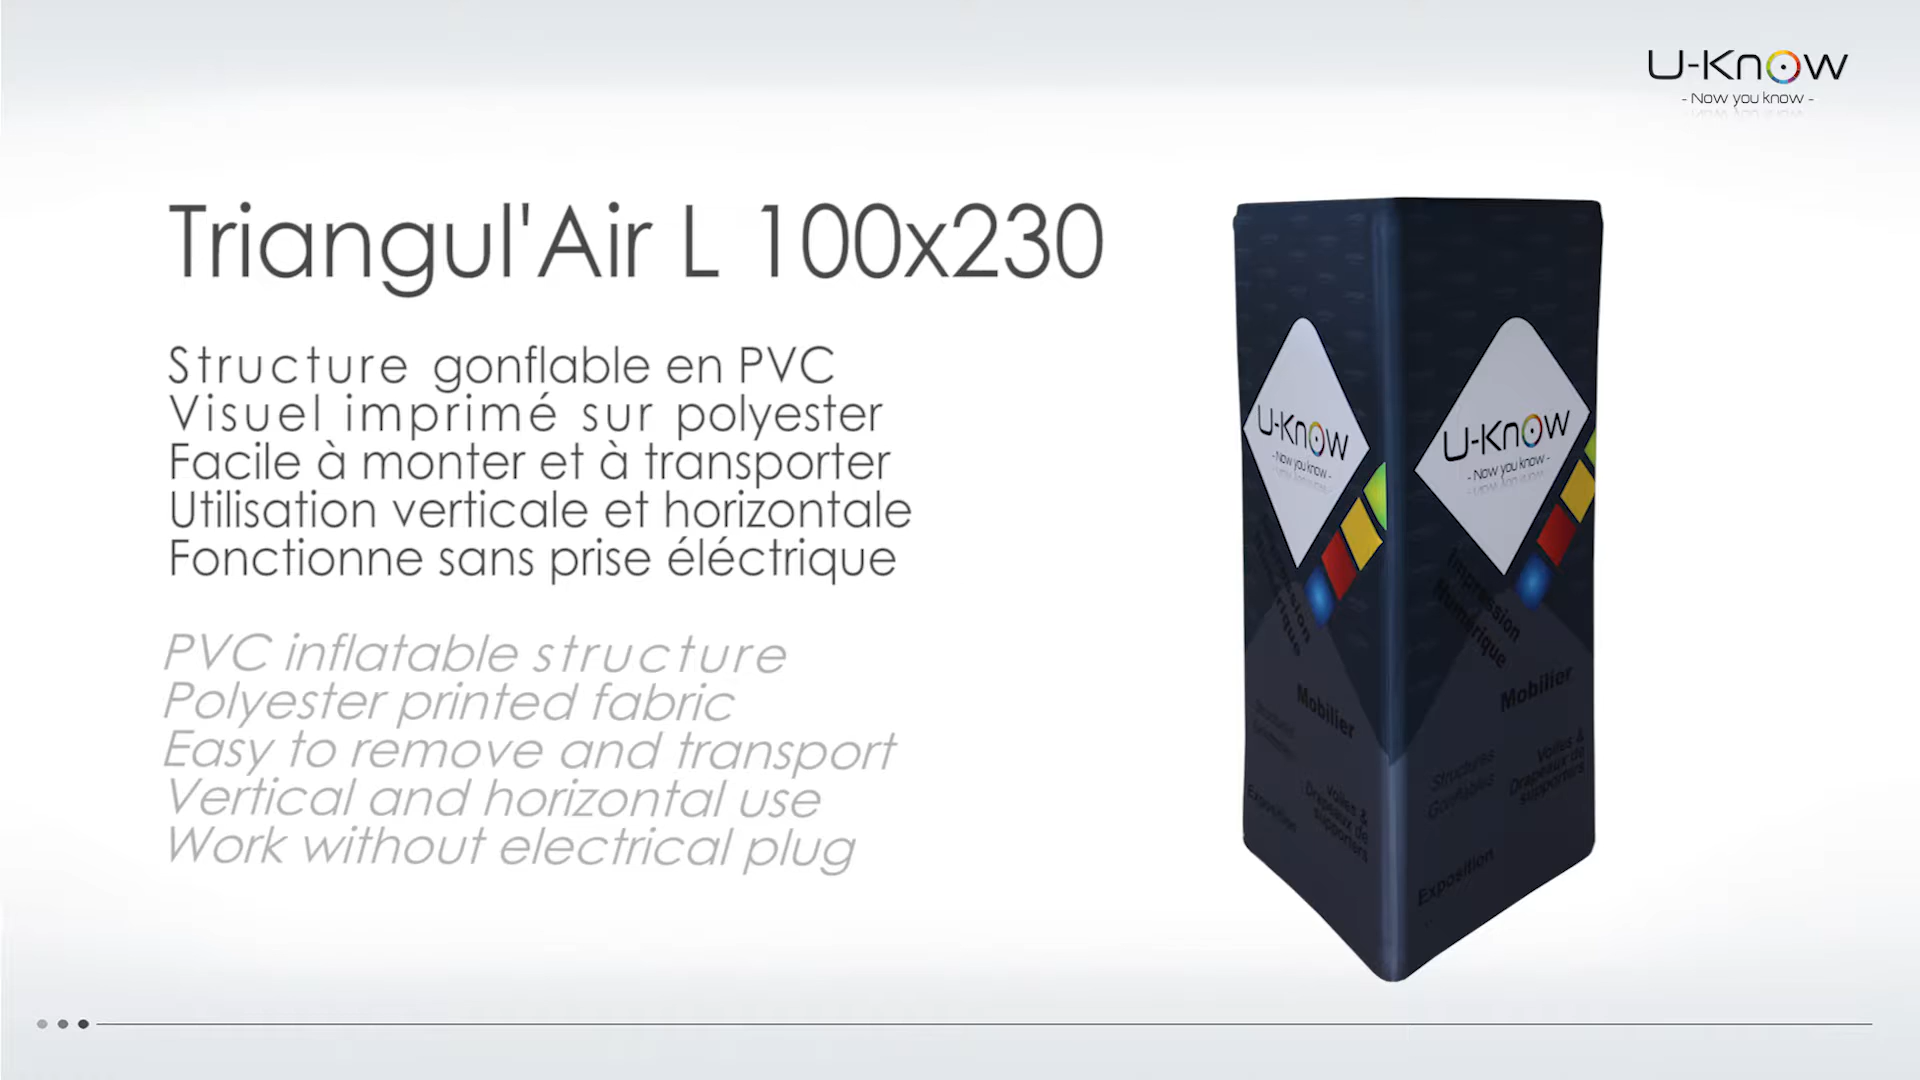 U-Know
- Now you know -
Triangul'Air L 100x230
Structure gonflable en PVC
Visuel imprimé sur polyester
Facile à monter et à transporter
Utilisation verticale et horizontale
Fonctionne sans prise éléctrique
PVC inflatable structure
Polyester printed fabric
Easy to remove and transport
Vertical and horizontal use
Work without electrical plug
U-Know
- Now you know -
Mobilier
Exposition
Voiles &
Drapeaux de
supporters
U-Know
- Now you know -
Impression
Numérique
Mobilier
Structures
Gonflables
Voiles &
Drapeaux de
supporters
Exposition